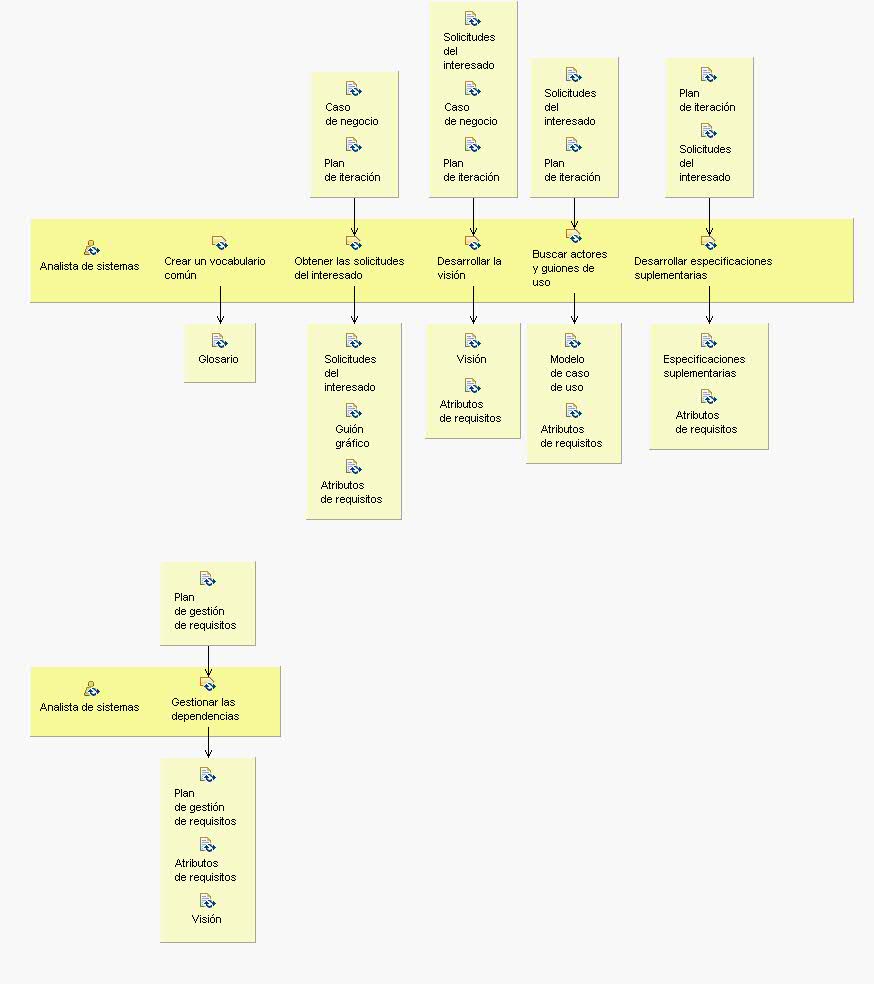 Solicitudes
del
interesado
Caso
de negocio
Plan
de iteración
Caso
de negocio
Plan
de iteración
Solicitudes
del
interesado
Plan
de iteración
Plan
de iteración
Solicitudes
del
interesado
Analista de sistemas
Crear un vocabulario
común
Obtener las solicitudes
del interesado
Desarrollar la
visión
Buscar actores
y guiones de
uso
Desarrollar especificaciones
suplementarias
Glosario
Solicitudes
del
interesado
Guión
gráfico
Atributos
de requisitos
Visión
Atributos
de requisitos
Modelo
de caso
de uso
Atributos
de requisitos
Especificaciones
suplementarias
Atributos
de requisitos
Plan
de gestión
de requisitos
Analista de sistemas
Gestionar las
dependencias
Plan
de gestión
de requisitos
Atributos
de requisitos
Visión